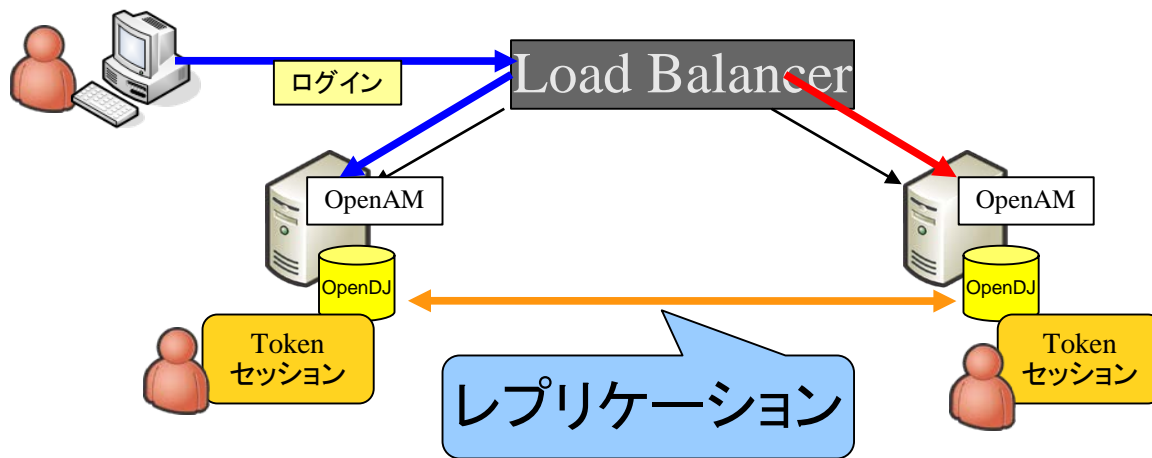 Load Balancer
ログイン
OpenAM
OpenAM
OpenDJ
OpenDJ
Token
セッション
Token
セッション
レプリケーション